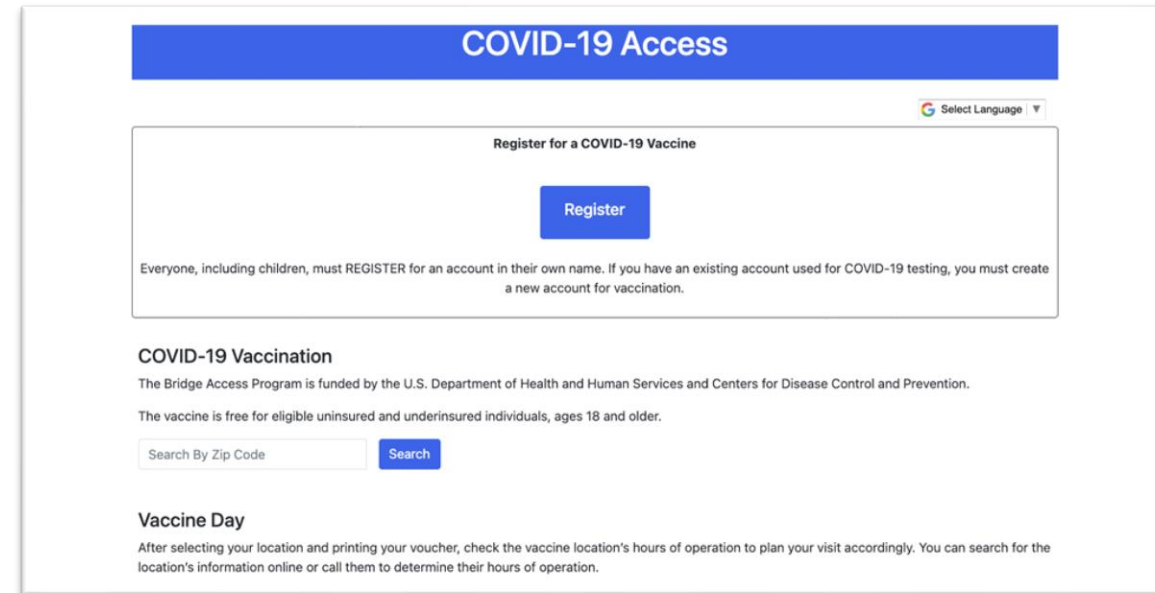 COVID-19 Access
Select Language
Register for a COVID-19 Vaccine
Register
Everyone, including children, must REGISTER for an account in their own name. If you have an existing account used for COVID-19 testing, you must create
a new account for vaccination.
COVID-19 Vaccination
The Bridge Access Program is funded by the U.S. Department of Health and Human Services and Centers for Disease Control and Prevention.
The vaccine is free for eligible uninsured and underinsured individuals, ages 18 and older.
Search By Zip Code
Search
Vaccine Day
After selecting your location and printing your voucher, check the vaccine location's hours of operation to plan your visit accordingly. You can search for the
location's information online or call them to determine their hours of operation.